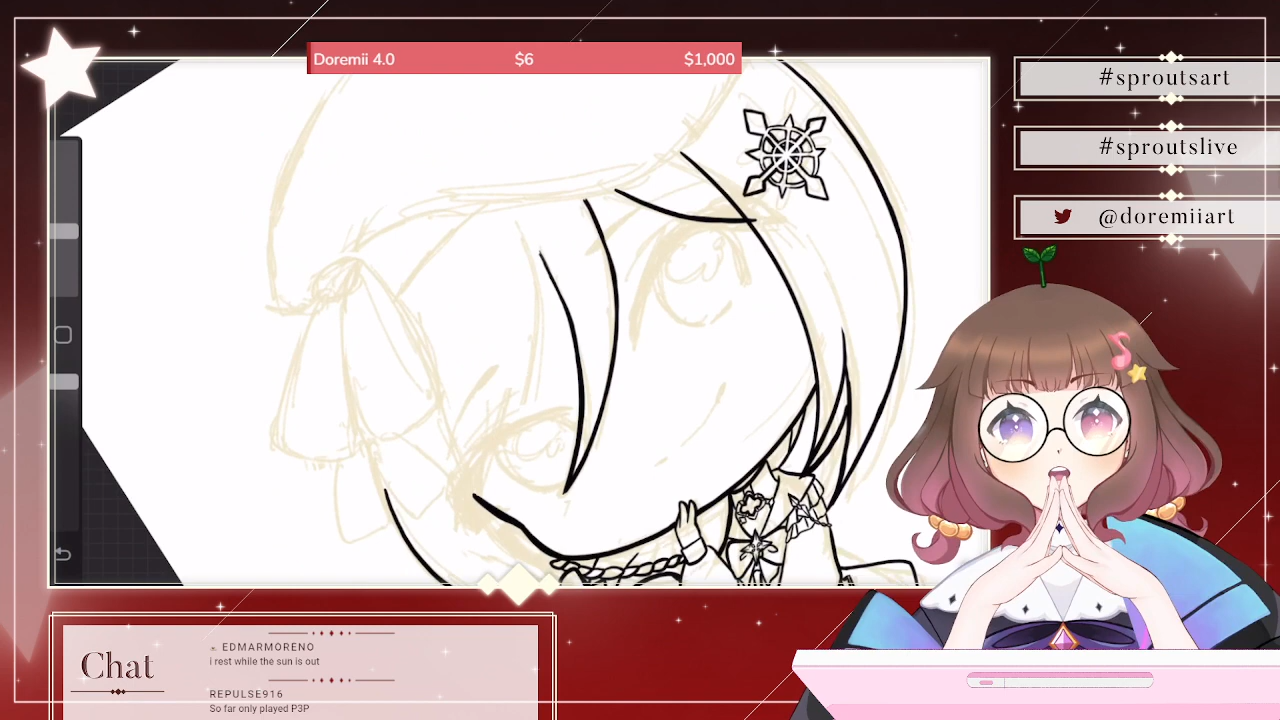 Doremii 4.0 $6 $1,000
#sproutsart
#sproutslive
@doremiiart
Chat
EDMARMORENO
i rest while the sun is out
REPULSE916
So far only played P3P